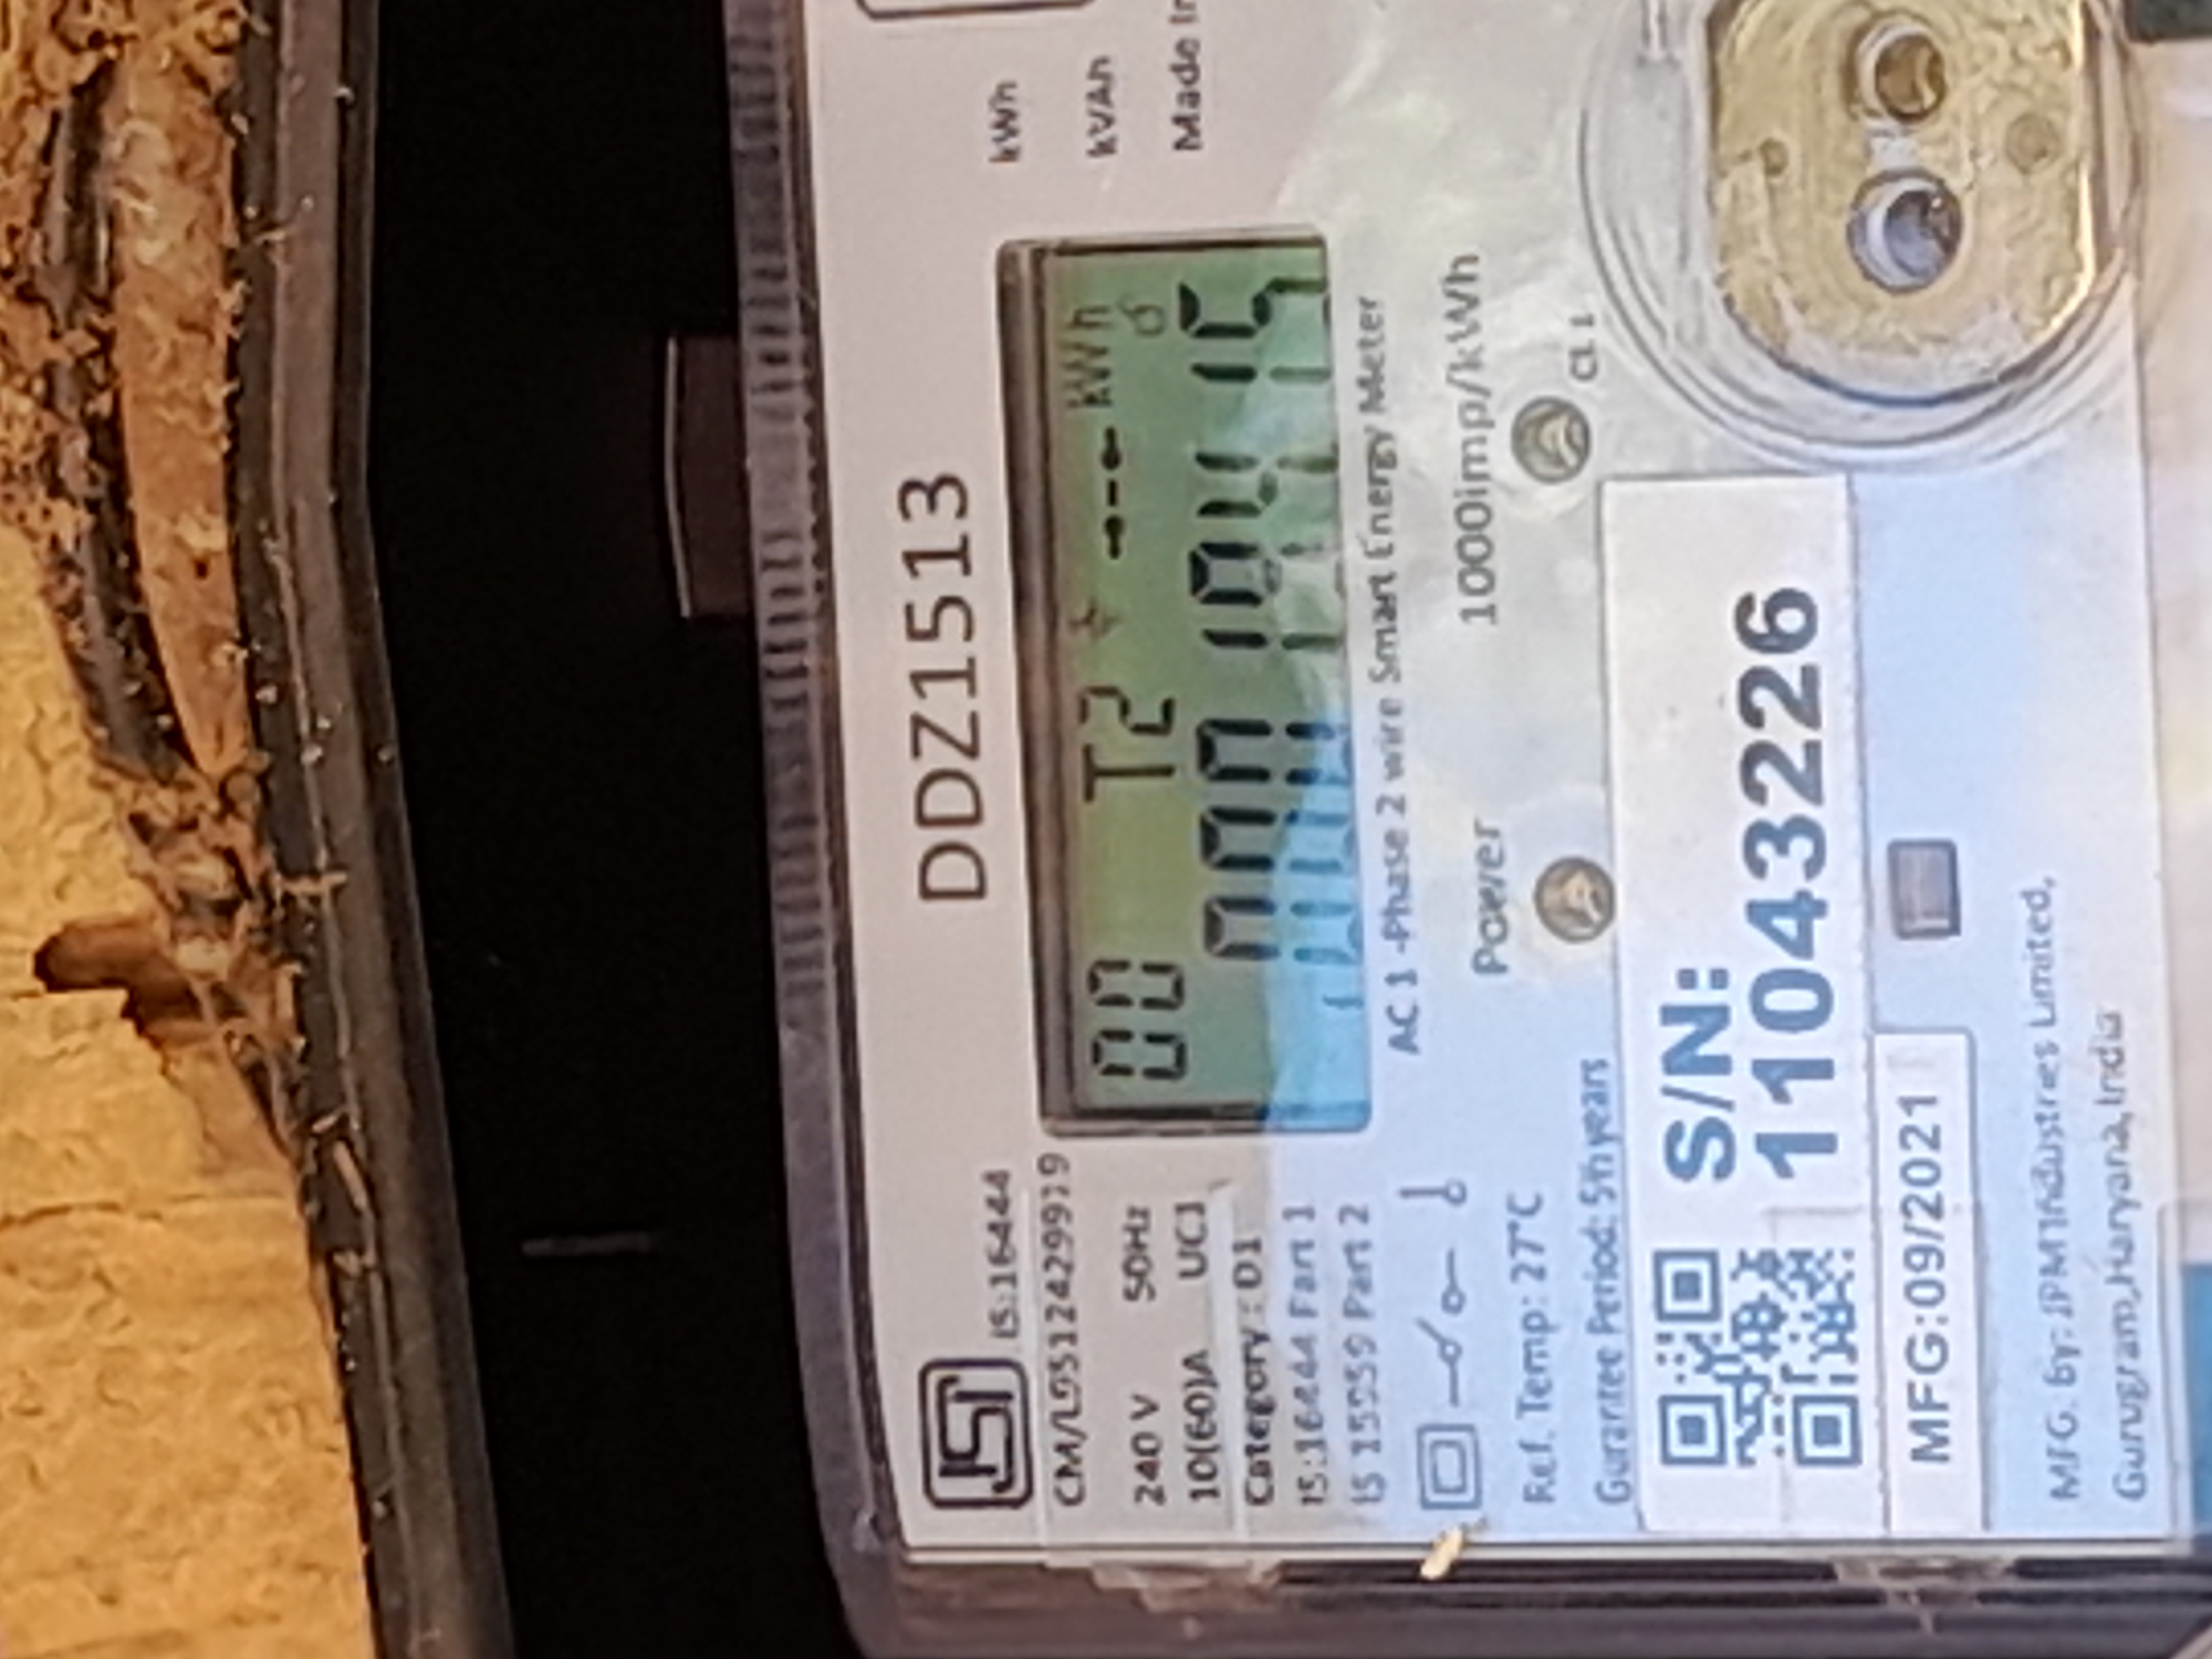 ISI
IS:16444
CM/L
240 V 50Hz
10(60)A UC1
Category : D1
IS:16444 Part 1
IS 15959 Part 2
Ref. Temp: 27°C
Gurantee Period: 5½ years
DDZ1513
00 T2 kWh
AC 1 -Phase 2 wire Smart Energy Meter
Power 1000imp/kWh
CL 1
kWh
kVAh
Made In
S/N:
11043226
MFG:09/2021
MFG. by: JPM Industries Limited,
Gurugram,Haryana,India